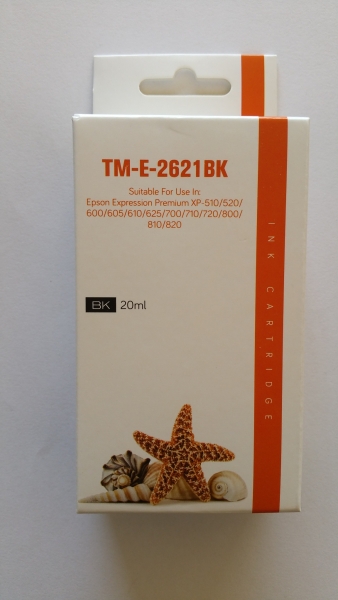 TM-E-2621BK
Suitable For Use In:
Epson Expression Premium XP-510/520/
600/605/610/625/700/710/720/800/
810/820
BK 20ml
INK CARTRIDGE